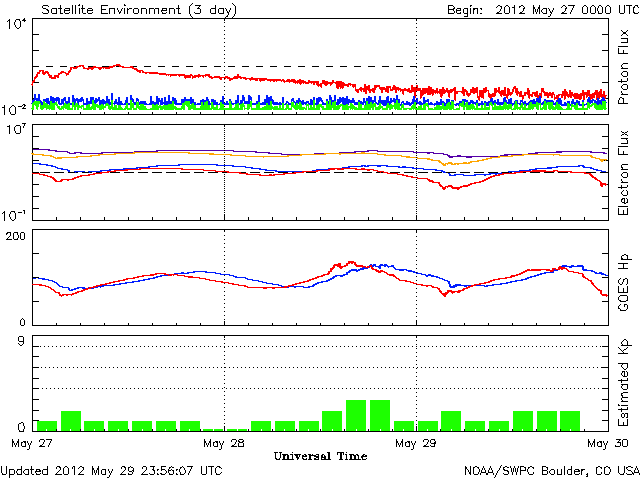 Satellite Environment (3 day) Begin: 2012 May 27 0000 UTC
10⁴
Proton Flux
10⁻²
10⁷
Electron Flux
10⁻¹
200
GOES Hp
0
9
Estimated Kp
0
May 27 May 28 May 29 May 30
Universal Time
Updated 2012 May 29 23:56:07 UTC NOAA/SWPC Boulder, CO USA